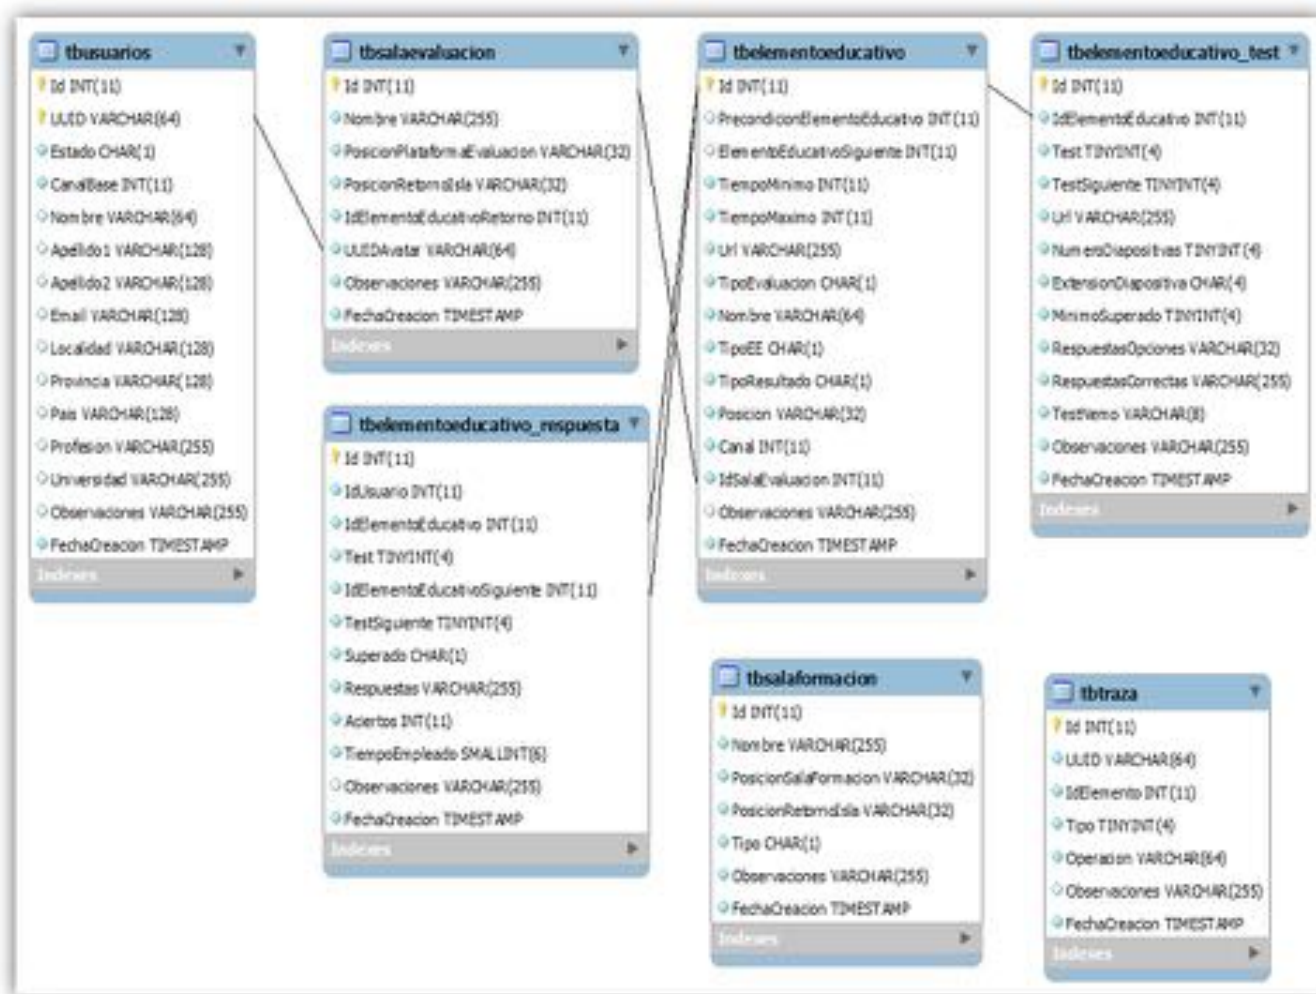 tbusuarios
Id INT(11)
UUID VARCHAR(64)
Estado CHAR(1)
CanalBase INT(11)
Nombre VARCHAR(64)
Apellido1 VARCHAR(128)
Apellido2 VARCHAR(128)
Email VARCHAR(128)
Localidad VARCHAR(128)
Provincia VARCHAR(128)
Pais VARCHAR(128)
Profesion VARCHAR(255)
Universidad VARCHAR(255)
Observaciones VARCHAR(255)
FechaCreacion TIMESTAMP
Indexes
tbsalaevaluacion
Id INT(11)
Nombre VARCHAR(255)
PosicionPlataformaEvaluacion VARCHAR(32)
PosicionRetornoIsla VARCHAR(32)
IdElementoEducativoRetorno INT(11)
UUIDAvatar VARCHAR(64)
Observaciones VARCHAR(255)
FechaCreacion TIMESTAMP
Indexes
tbelementoeducativo_respuesta
Id INT(11)
IdUsuario INT(11)
IdElementoEducativo INT(11)
Test TINYINT(4)
IdElementoEducativoSiguiente INT(11)
TestSiguiente TINYINT(4)
Superado CHAR(1)
Respuestas VARCHAR(255)
Aciertos INT(11)
TiempoEmpleado SMALLINT(6)
Observaciones VARCHAR(255)
FechaCreacion TIMESTAMP
Indexes
tbelementoeducativo
Id INT(11)
PrecondicionElementoEducativo INT(11)
ElementoEducativoSiguiente INT(11)
TiempoMinimo INT(11)
TiempoMaximo INT(11)
Url VARCHAR(255)
TipoEvaluacion CHAR(1)
Nombre VARCHAR(64)
TipoEE CHAR(1)
TipoResultado CHAR(1)
Posicion VARCHAR(32)
Canal INT(11)
IdSalaEvaluacion INT(11)
Observaciones VARCHAR(255)
FechaCreacion TIMESTAMP
Indexes
tbelementoeducativo_test
Id INT(11)
IdElementoEducativo INT(11)
Test TINYINT(4)
TestSiguiente TINYINT(4)
Url VARCHAR(255)
NumeroDiapositivas TINYINT(4)
ExtensionDiapositiva CHAR(4)
MinimoSuperado TINYINT(4)
RespuestasOpciones VARCHAR(32)
RespuestasCorrectas VARCHAR(255)
TestNemo VARCHAR(8)
Observaciones VARCHAR(255)
FechaCreacion TIMESTAMP
Indexes
tbsalaformacion
Id INT(11)
Nombre VARCHAR(255)
PosicionSalaFormacion VARCHAR(32)
PosicionRetornoIsla VARCHAR(32)
Tipo CHAR(1)
Observaciones VARCHAR(255)
FechaCreacion TIMESTAMP
Indexes
tbtraza
Id INT(11)
UUID VARCHAR(64)
IdElemento INT(11)
Tipo TINYINT(4)
Operacion VARCHAR(64)
Observaciones VARCHAR(255)
FechaCreacion TIMESTAMP
Indexes